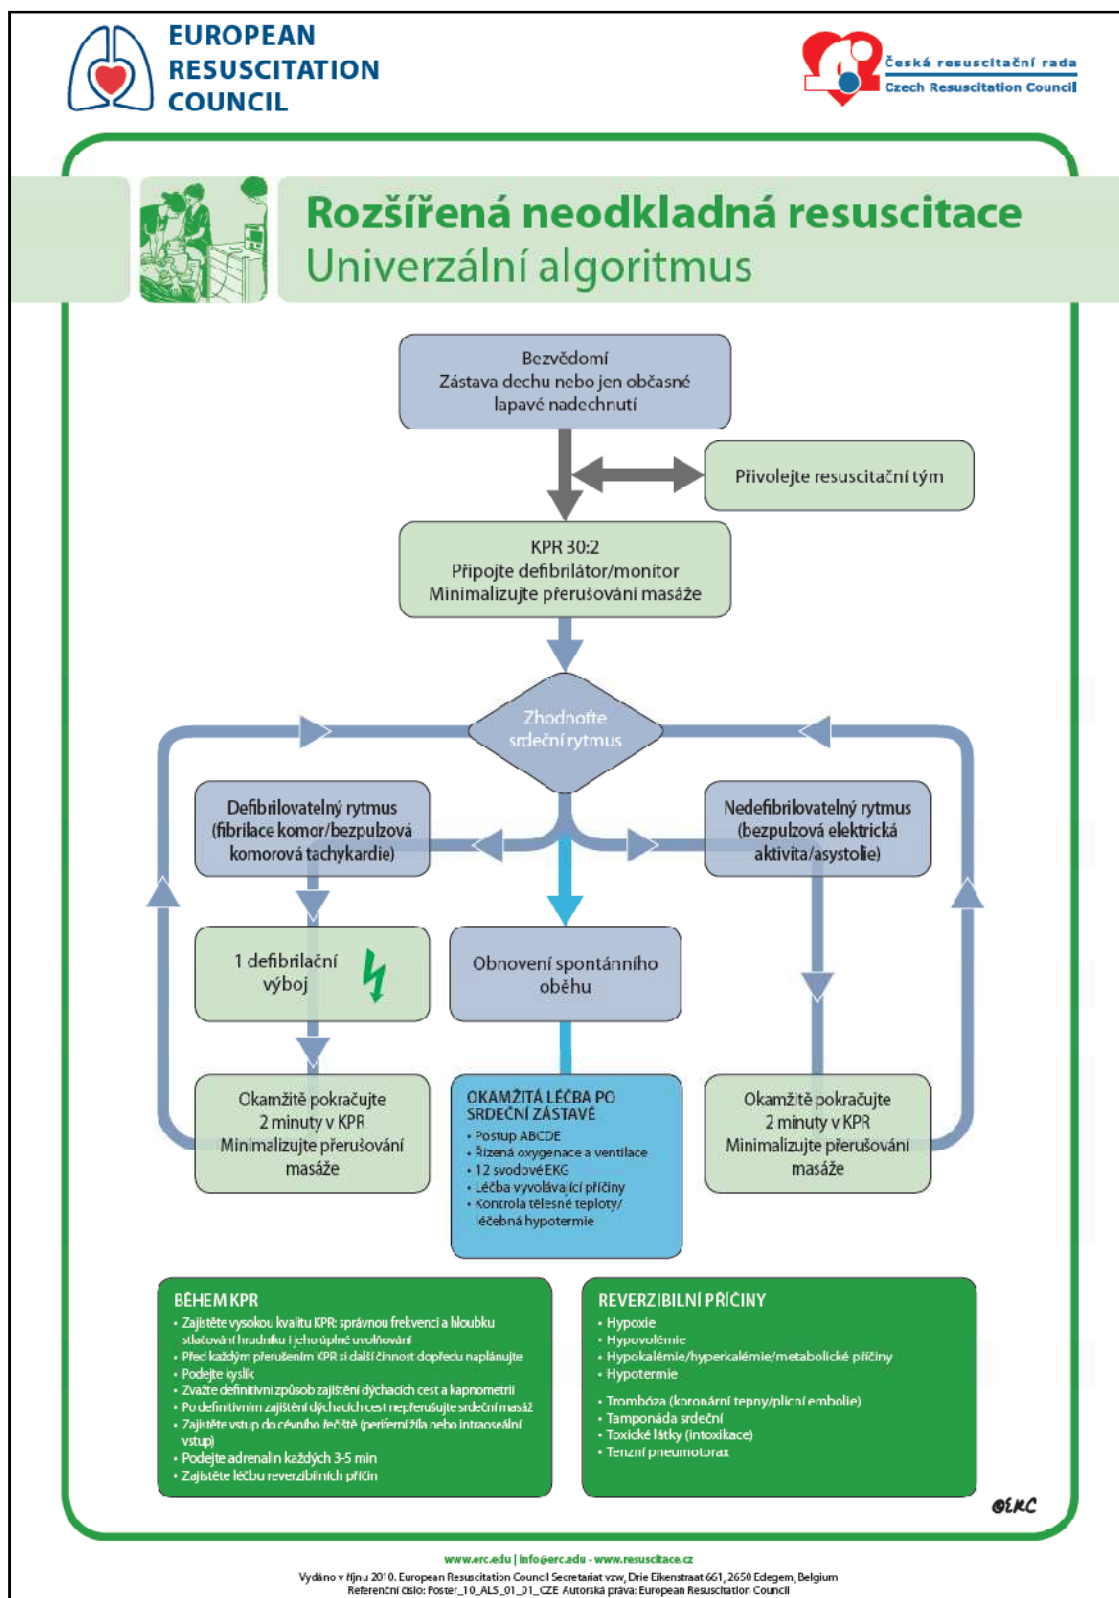 EUROPEAN
RESUSCITATION
COUNCIL
Česká resuscitační rada
Czech Resuscitation Council
Rozšířená neodkladná resuscitace
Univerzální algoritmus
Bezvědomí
Zástava dechu nebo jen občasné
lapavé nadechnutí
Přivolejte resuscitační tým
KPR 30:2
Připojte defibrilátor/monitor
Minimalizujte přerušování masáže
Zhodnoťte
srdeční rytmus
Defibrilovatelný rytmus
(fibrilace komor/bezpulzová
komorová tachykardie)
Nedefibrilovatelný rytmus
(bezpulzová elektrická
aktivita/asystolie)
1 defibrilační
výboj
Obnovení spontánního
oběhu
Okamžitě pokračujte
2 minuty v KPR
Minimalizujte přerušování
masáže
OKAMŽITÁ LÉČBA PO
SRDEČNÍ ZÁSTAVĚ
• Postup ABCDE
• Řízená oxygenace a ventilace
• 12 svodové EKG
• Léčba vyvolávající příčiny
• Kontrola tělesné teploty/
léčebná hypotermie
Okamžitě pokračujte
2 minuty v KPR
Minimalizujte přerušování
masáže
BĚHEM KPR
• Zajistěte vysokou kvalitu KPR: správnou frekvenci a hloubku
stlačování hrudníku i jeho úplné uvolňování
• Před každým přerušením KPR si další činnost dopředu naplánujte
• Podejte kyslík
• Zvažte definitivní způsob zajištění dýchacích cest a kapnometrii
• Po definitivním zajištění dýchacích cest nepřerušujte srdeční masáž
• Zajistěte vstup do cévního řečiště (periferní žíla nebo intraoseální
vstup)
• Podejte adrenalin každých 3-5 min
• Zajistěte léčbu reverzibilních příčin
REVERZIBILNÍ PŘÍČINY
• Hypoxie
• Hypovolémie
• Hypokalémie/hyperkalémie/metabolické příčiny
• Hypotermie
• Trombóza (koronární tepny/plicní embolie)
• Tamponáda srdeční
• Toxické látky (intoxikace)
• Tenzní pneumotorax
@ERC
www.erc.edu | info@erc.edu - www.resuscitace.cz
Vydáno v říjnu 2010. European Resuscitation Council Secretariat vzw, Drie Eikenstraat 661, 2650 Edegem, Belgium
Referenční číslo: Poster_10_ALS_01_01_CZE Autorská práva: European Resuscitation Council